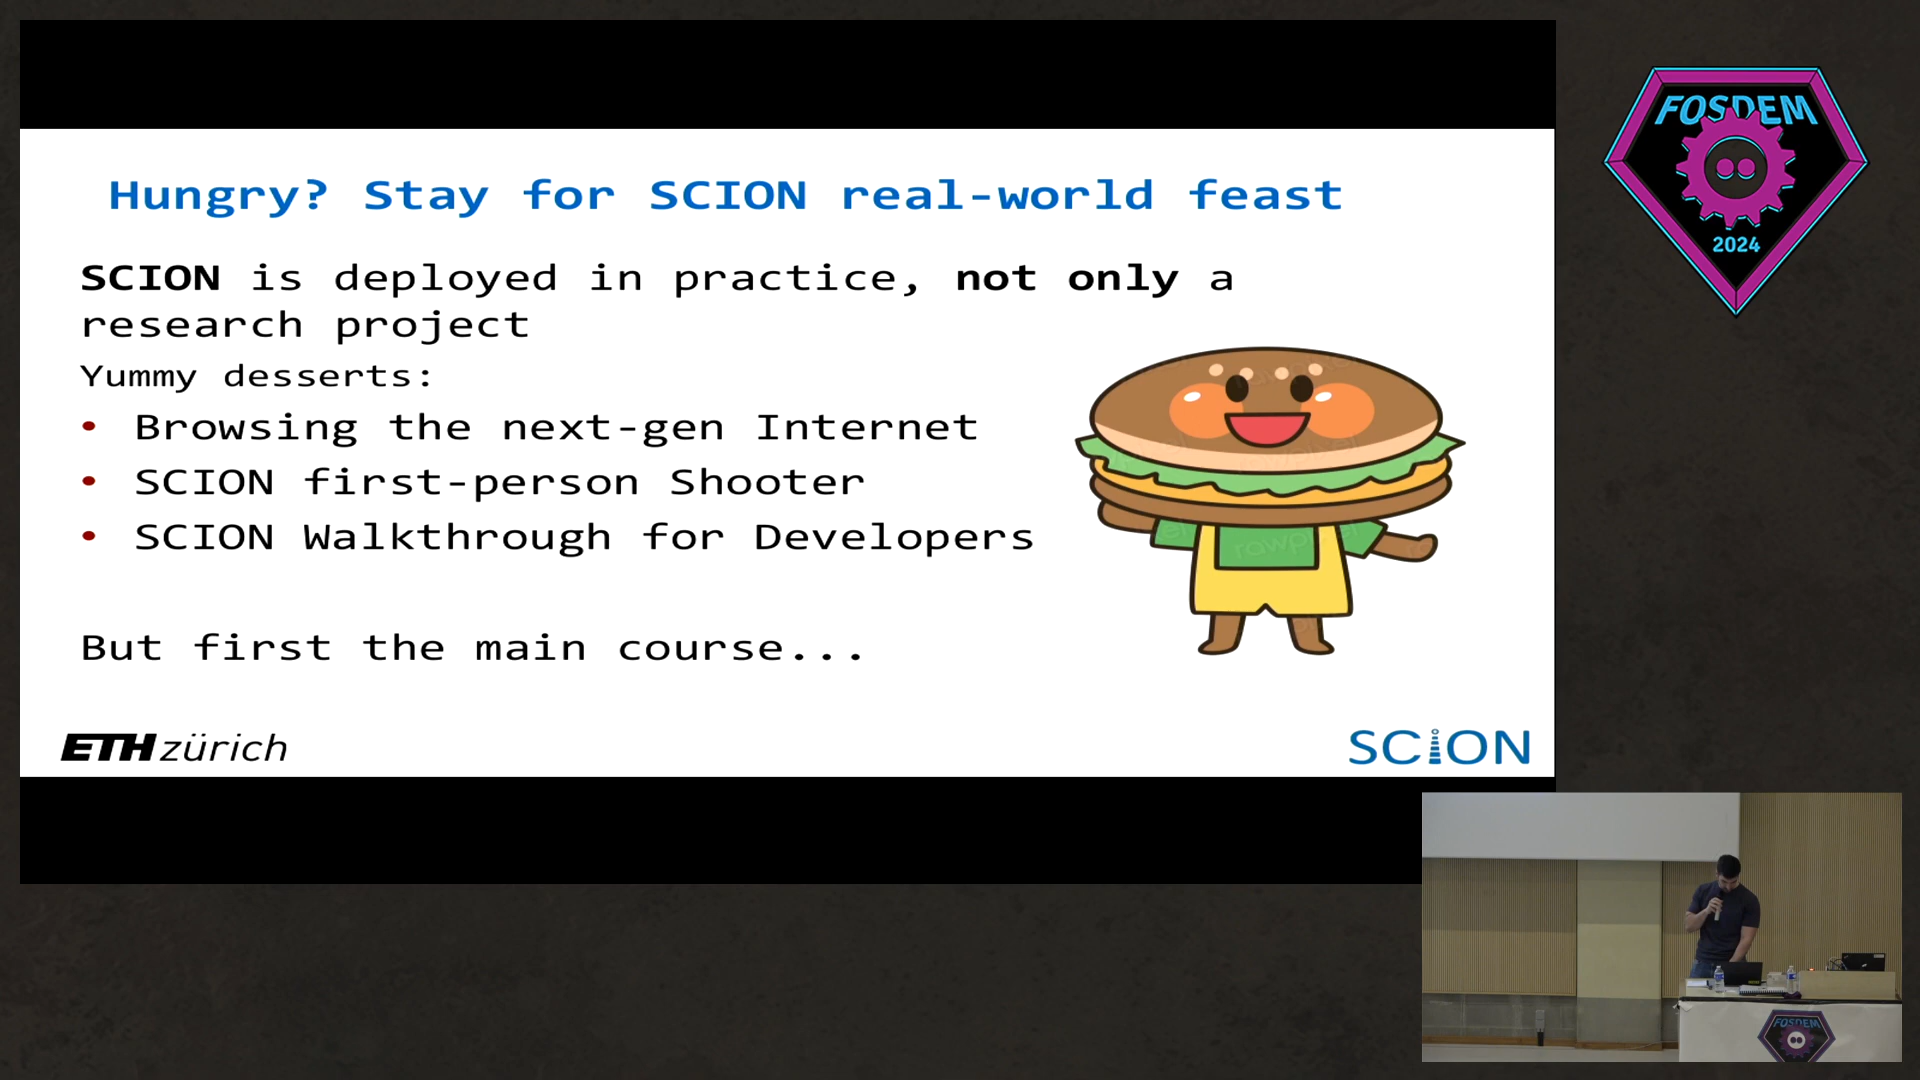 Hungry? Stay for SCION real-world feast
SCION is deployed in practice, not only a
research project
Yummy desserts:
• Browsing the next-gen Internet
• SCION first-person Shooter
• SCION Walkthrough for Developers
But first the main course...
ETH zürich
SCION
FOSDEM
2024
rawpixel
FOSDEM